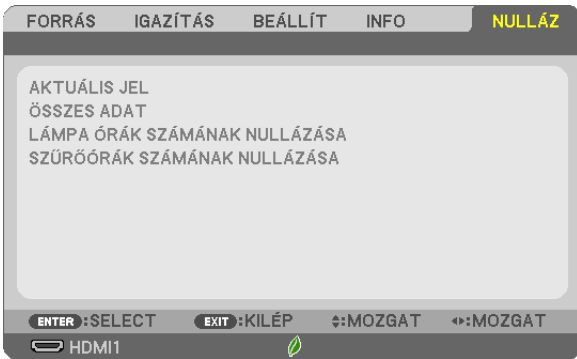 FORRÁS IGAZÍTÁS BEÁLLÍT INFO NULLÁZ
AKTUÁLIS JEL
ÖSSZES ADAT
LÁMPA ÓRÁK SZÁMÁNAK NULLÁZÁSA
SZŰRŐÓRÁK SZÁMÁNAK NULLÁZÁSA
ENTER :SELECT EXIT :KILÉP :MOZGAT :MOZGAT
HDMI1